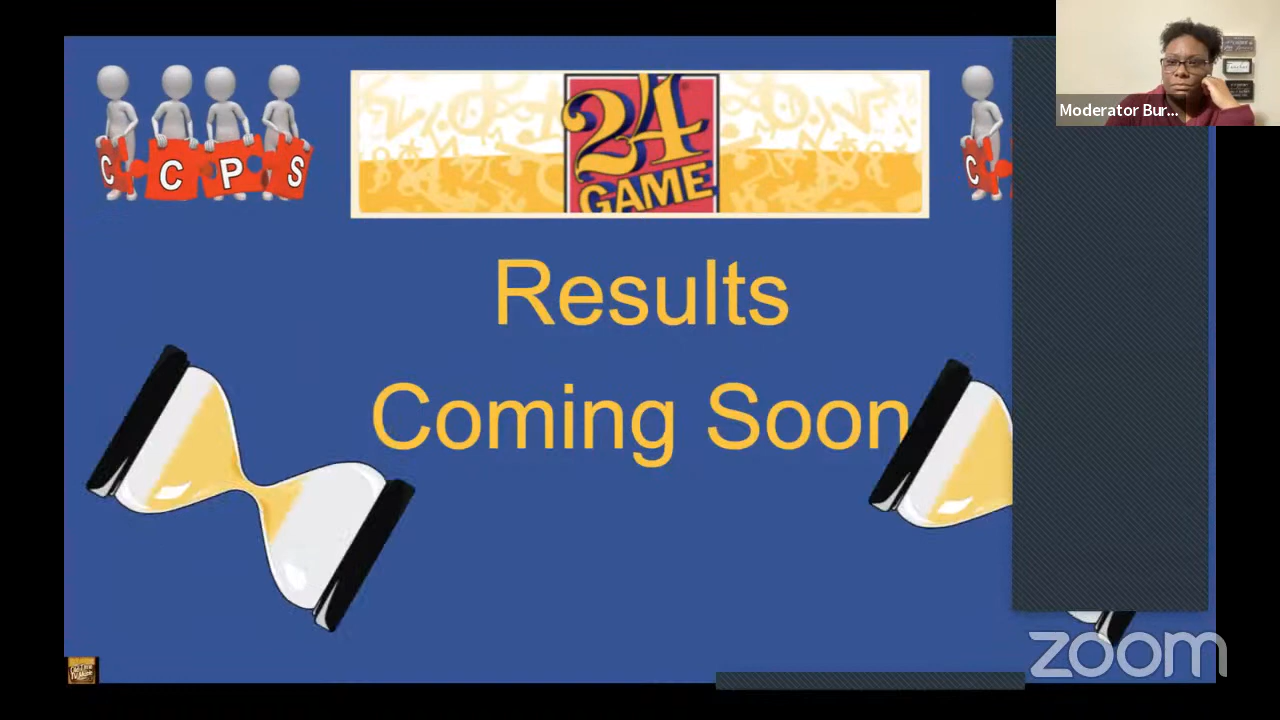 Moderator Bur...
C C P S
24
GAME
C
Results
Coming Soon
zoom